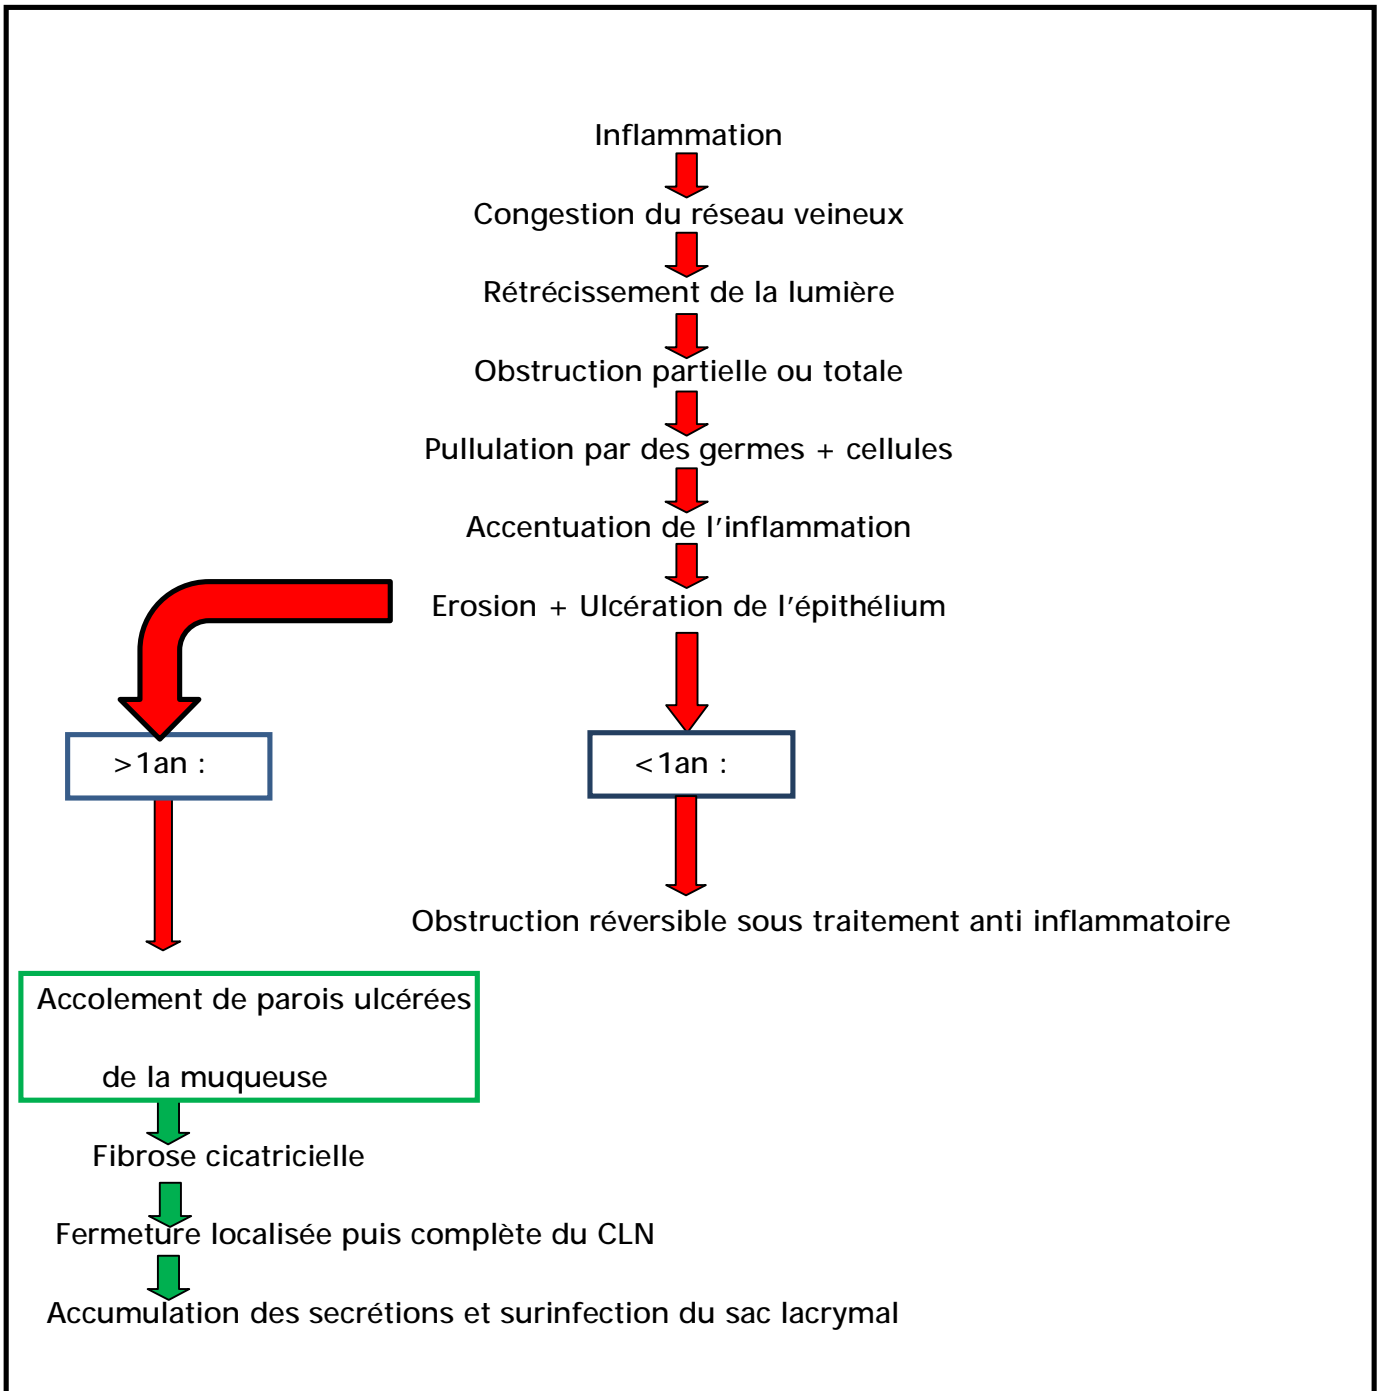 Inflammation
Congestion du réseau veineux
Rétrécissement de la lumière
Obstruction partielle ou totale
Pullulation par des germes + cellules
Accentuation de l’inflammation
Erosion + Ulcération de l’épithélium
>1an :
<1an :
Obstruction réversible sous traitement anti inflammatoire
Accolement de parois ulcérées
de la muqueuse
Fibrose cicatricielle
Fermeture localisée puis complète du CLN
Accumulation des secrétions et surinfection du sac lacrymal